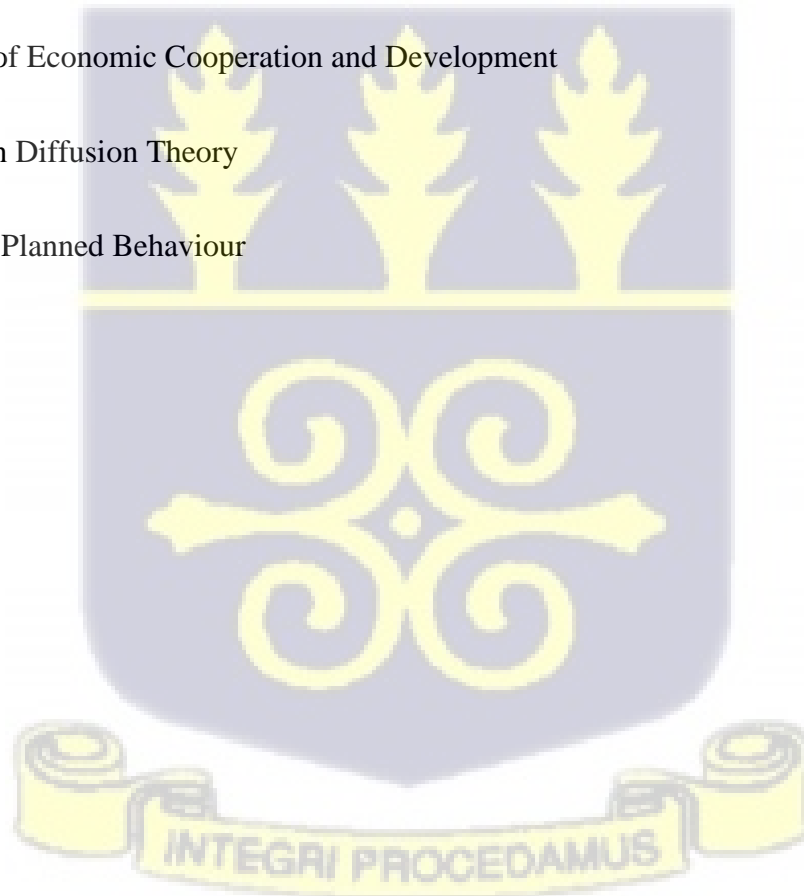 of Economic Cooperation and Development
n Diffusion Theory
Planned Behaviour
INTEGRI PROCEDAMUS